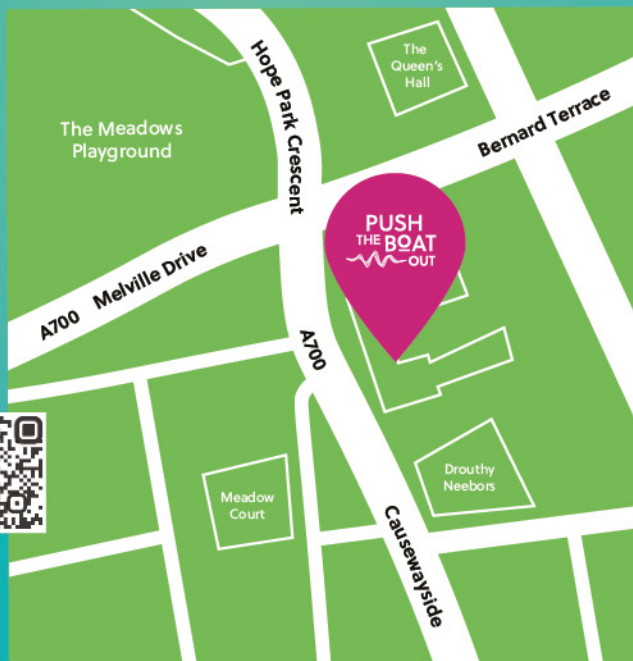 Hope Park Crescent
The
Queen's
Hall
The Meadows
Playground
Bernard Terrace
PUSH
THE BOAT
OUT
A700 Melville Drive
A700
Meadow
Court
Drouthy
Neebors
Causewayside